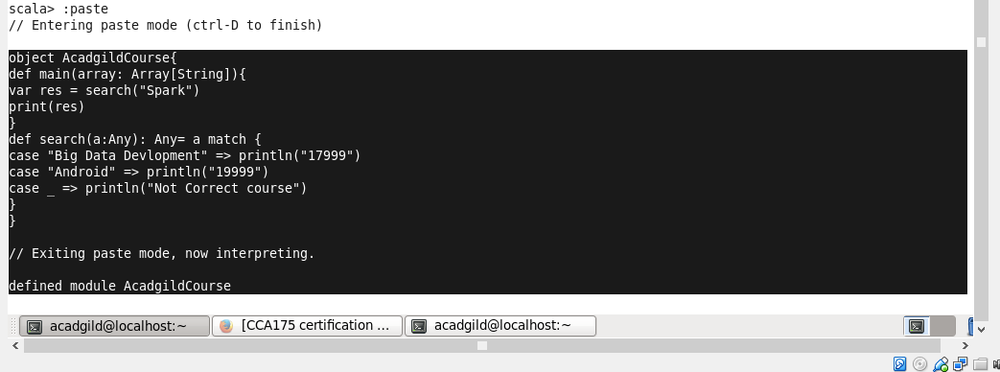 scala> :paste
// Entering paste mode (ctrl-D to finish)
object AcadgildCourse{
def main(array: Array[String]){
var res = search("Spark")
print(res)
}
def search(a:Any): Any= a match {
case "Big Data Devlopment" => println("17999")
case "Android" => println("19999")
case _ => println("Not Correct course")
}
}
// Exiting paste mode, now interpreting.
defined module AcadgildCourse
acadgild@localhost:~ [CCA175 certification ... acadgild@localhost:~